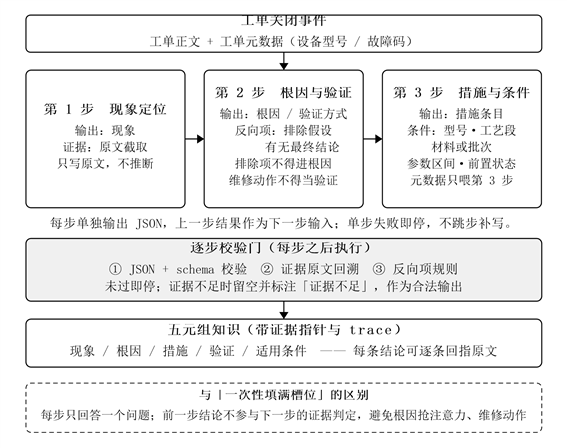 工单关闭事件
工单正文 + 工单元数据（设备型号 / 故障码）
第 1 步　现象定位
输出：现象
证据：原文截取
只写原文，不推断
第 2 步　根因与验证
输出：根因 / 验证方式
反向项：排除假设
有无最终结论
排除项不得进根因
维修动作不得当验证
第 3 步　措施与条件
输出：措施条目
条件：型号·工艺段
材料或批次
参数区间·前置状态
元数据只喂第 3 步
每步单独输出 JSON，上一步结果作为下一步输入；单步失败即停，不跳步补写。
逐步校验门（每步之后执行）
① JSON + schema 校验　② 证据原文回溯　③ 反向项规则
未过即停；证据不足时留空并标注「证据不足」，作为合法输出
五元组知识（带证据指针与 trace）
现象 / 根因 / 措施 / 验证 / 适用条件　—— 每条结论可逐条回指原文
与「一次性填满槽位」的区别
每步只回答一个问题；前一步结论不参与下一步的证据判定，避免根因抢注意力、维修动作